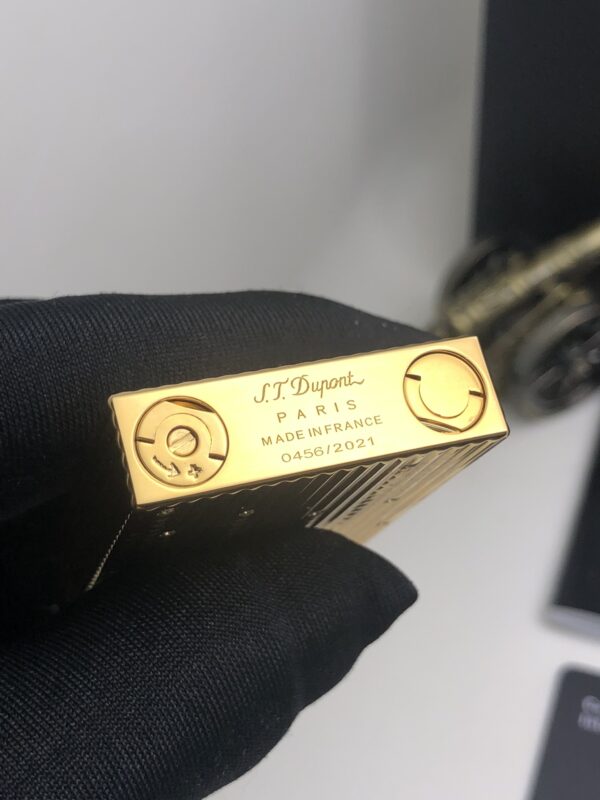 S.T. Dupont
PARIS
MADE IN FRANCE
0456/2021
- +